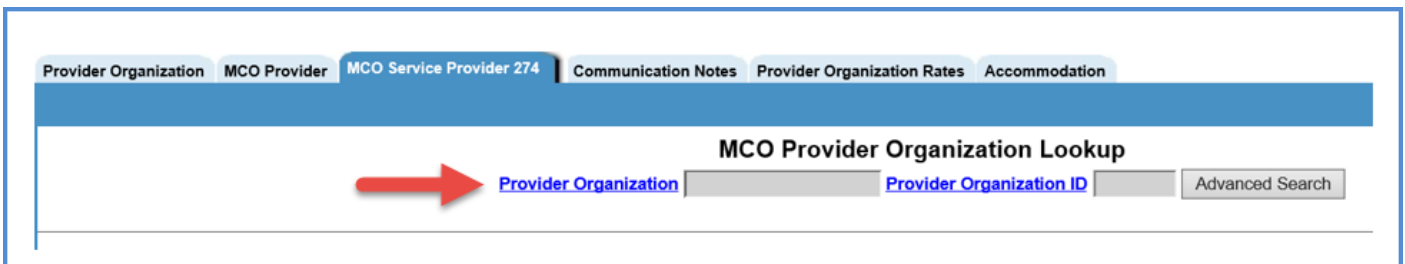 Provider Organization MCO Provider MCO Service Provider 274 Communication Notes Provider Organization Rates Accommodation
MCO Provider Organization Lookup
Provider Organization Provider Organization ID Advanced Search